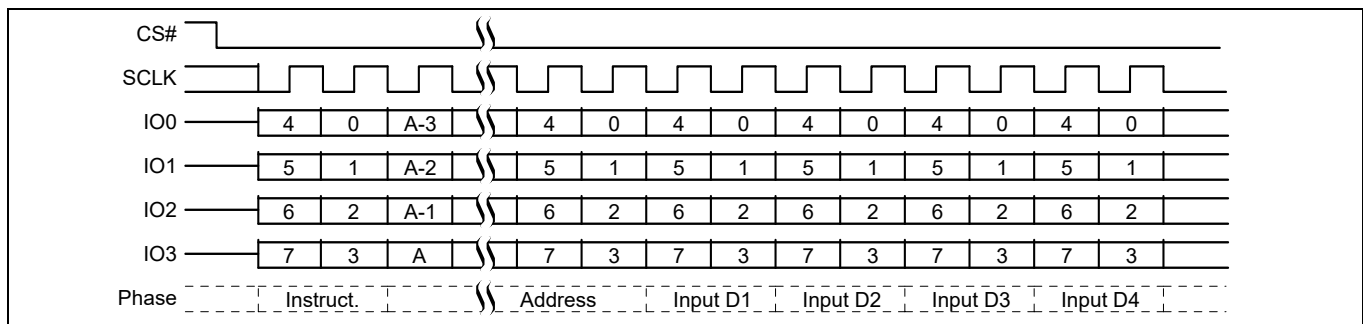 CS#
SCLK
IO0 4 0 A-3 4 0 4 0 4 0 4 0 4 0
IO1 5 1 A-2 5 1 5 1 5 1 5 1 5 1
IO2 6 2 A-1 6 2 6 2 6 2 6 2 6 2
IO3 7 3 A 7 3 7 3 7 3 7 3 7 3
Phase Instruct. Address Input D1 Input D2 Input D3 Input D4